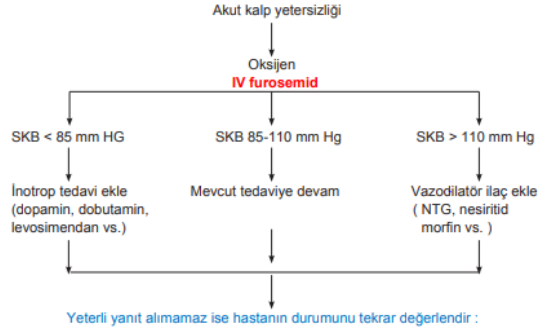 Akut kalp yetersizliği
Oksijen
IV furosemid
SKB < 85 mm HG
SKB 85-110 mm Hg
SKB > 110 mm Hg
İnotrop tedavi ekle
(dopamin, dobutamin,
levosimendan vs.)
Mevcut tedaviye devam
Vazodilatör ilaç ekle
( NTG, nesiritid
morfin vs. )
Yeterli yanıt alımamaz ise hastanın durumunu tekrar değerlendir :